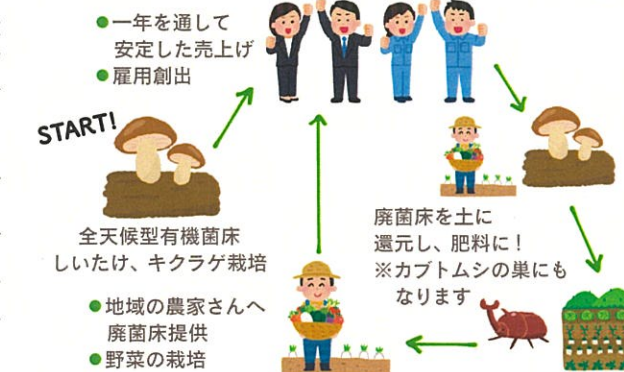 ●一年を通して
安定した売上げ
●雇用創出
START!
全天候型有機菌床
しいたけ、キクラゲ栽培
廃菌床を土に
還元し、肥料に！
※カブトムシの巣にも
なります
●地域の農家さんへ
廃菌床提供
●野菜の栽培